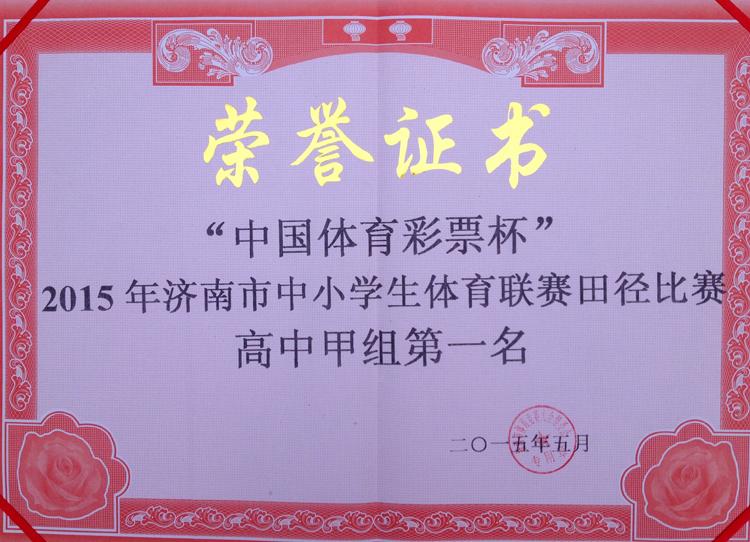 荣誉证书
“中国体育彩票杯”
2015年济南市中小学生体育联赛田径比赛
高中甲组第一名
二〇一五年五月